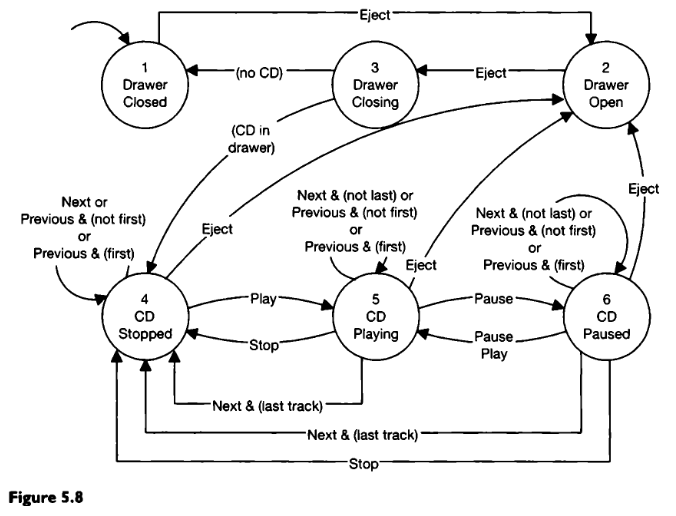 Eject
1
Drawer
Closed
(no CD)
3
Drawer
Closing
Eject
2
Drawer
Open
(CD in
drawer)
Next or
Previous & (not first)
or
Previous & (first)
Eject
Next & (not last) or
Previous & (not first)
or
Previous & (first)
Eject
Next & (not last) or
Previous & (not first)
or
Previous & (first)
Eject
4
CD
Stopped
Play
Stop
5
CD
Playing
Pause
Pause
Play
6
CD
Paused
Next & (last track)
Next & (last track)
Stop
Figure 5.8